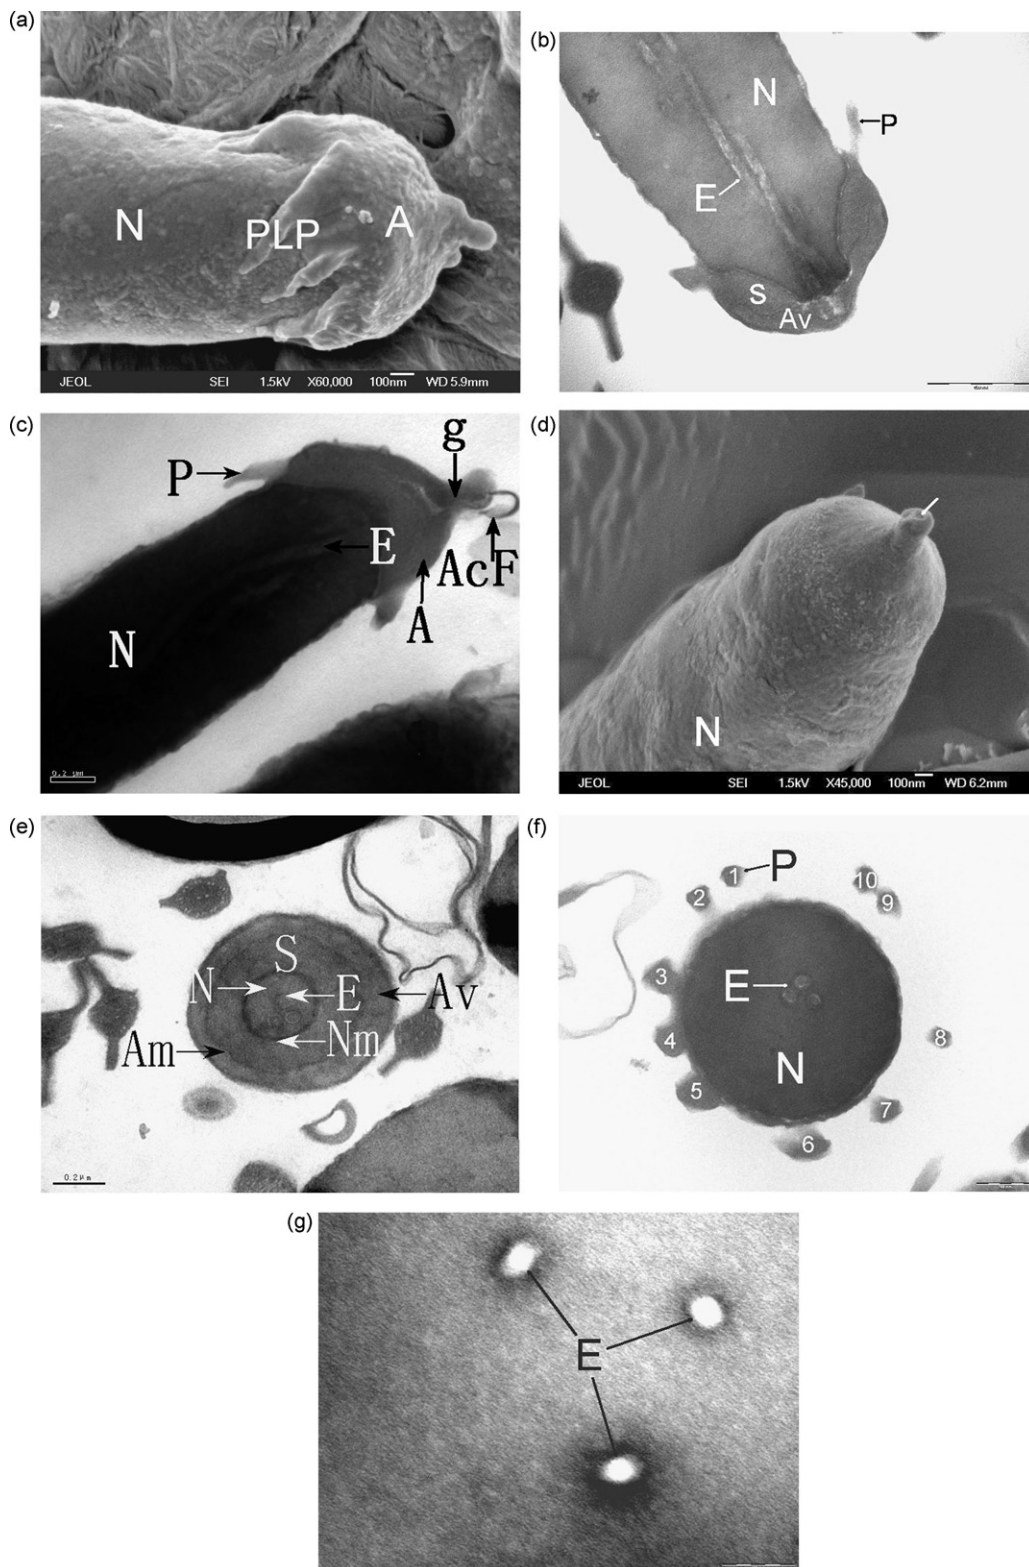 (a)
N
PLP
A
JEOL SEI 1.5kV X60,000 100nm WD 5.9mm
(b)
N
P
E
S
Av
(c)
g
P
E
AcF
A
N
0.2 μm
(d)
N
JEOL SEI 1.5kV X45,000 100nm WD 6.2mm
(e)
S
N
E
Av
Nm
Am
0.2μm
(f)
1
P
10
2
9
3
E
4
8
N
5
7
6
(g)
E